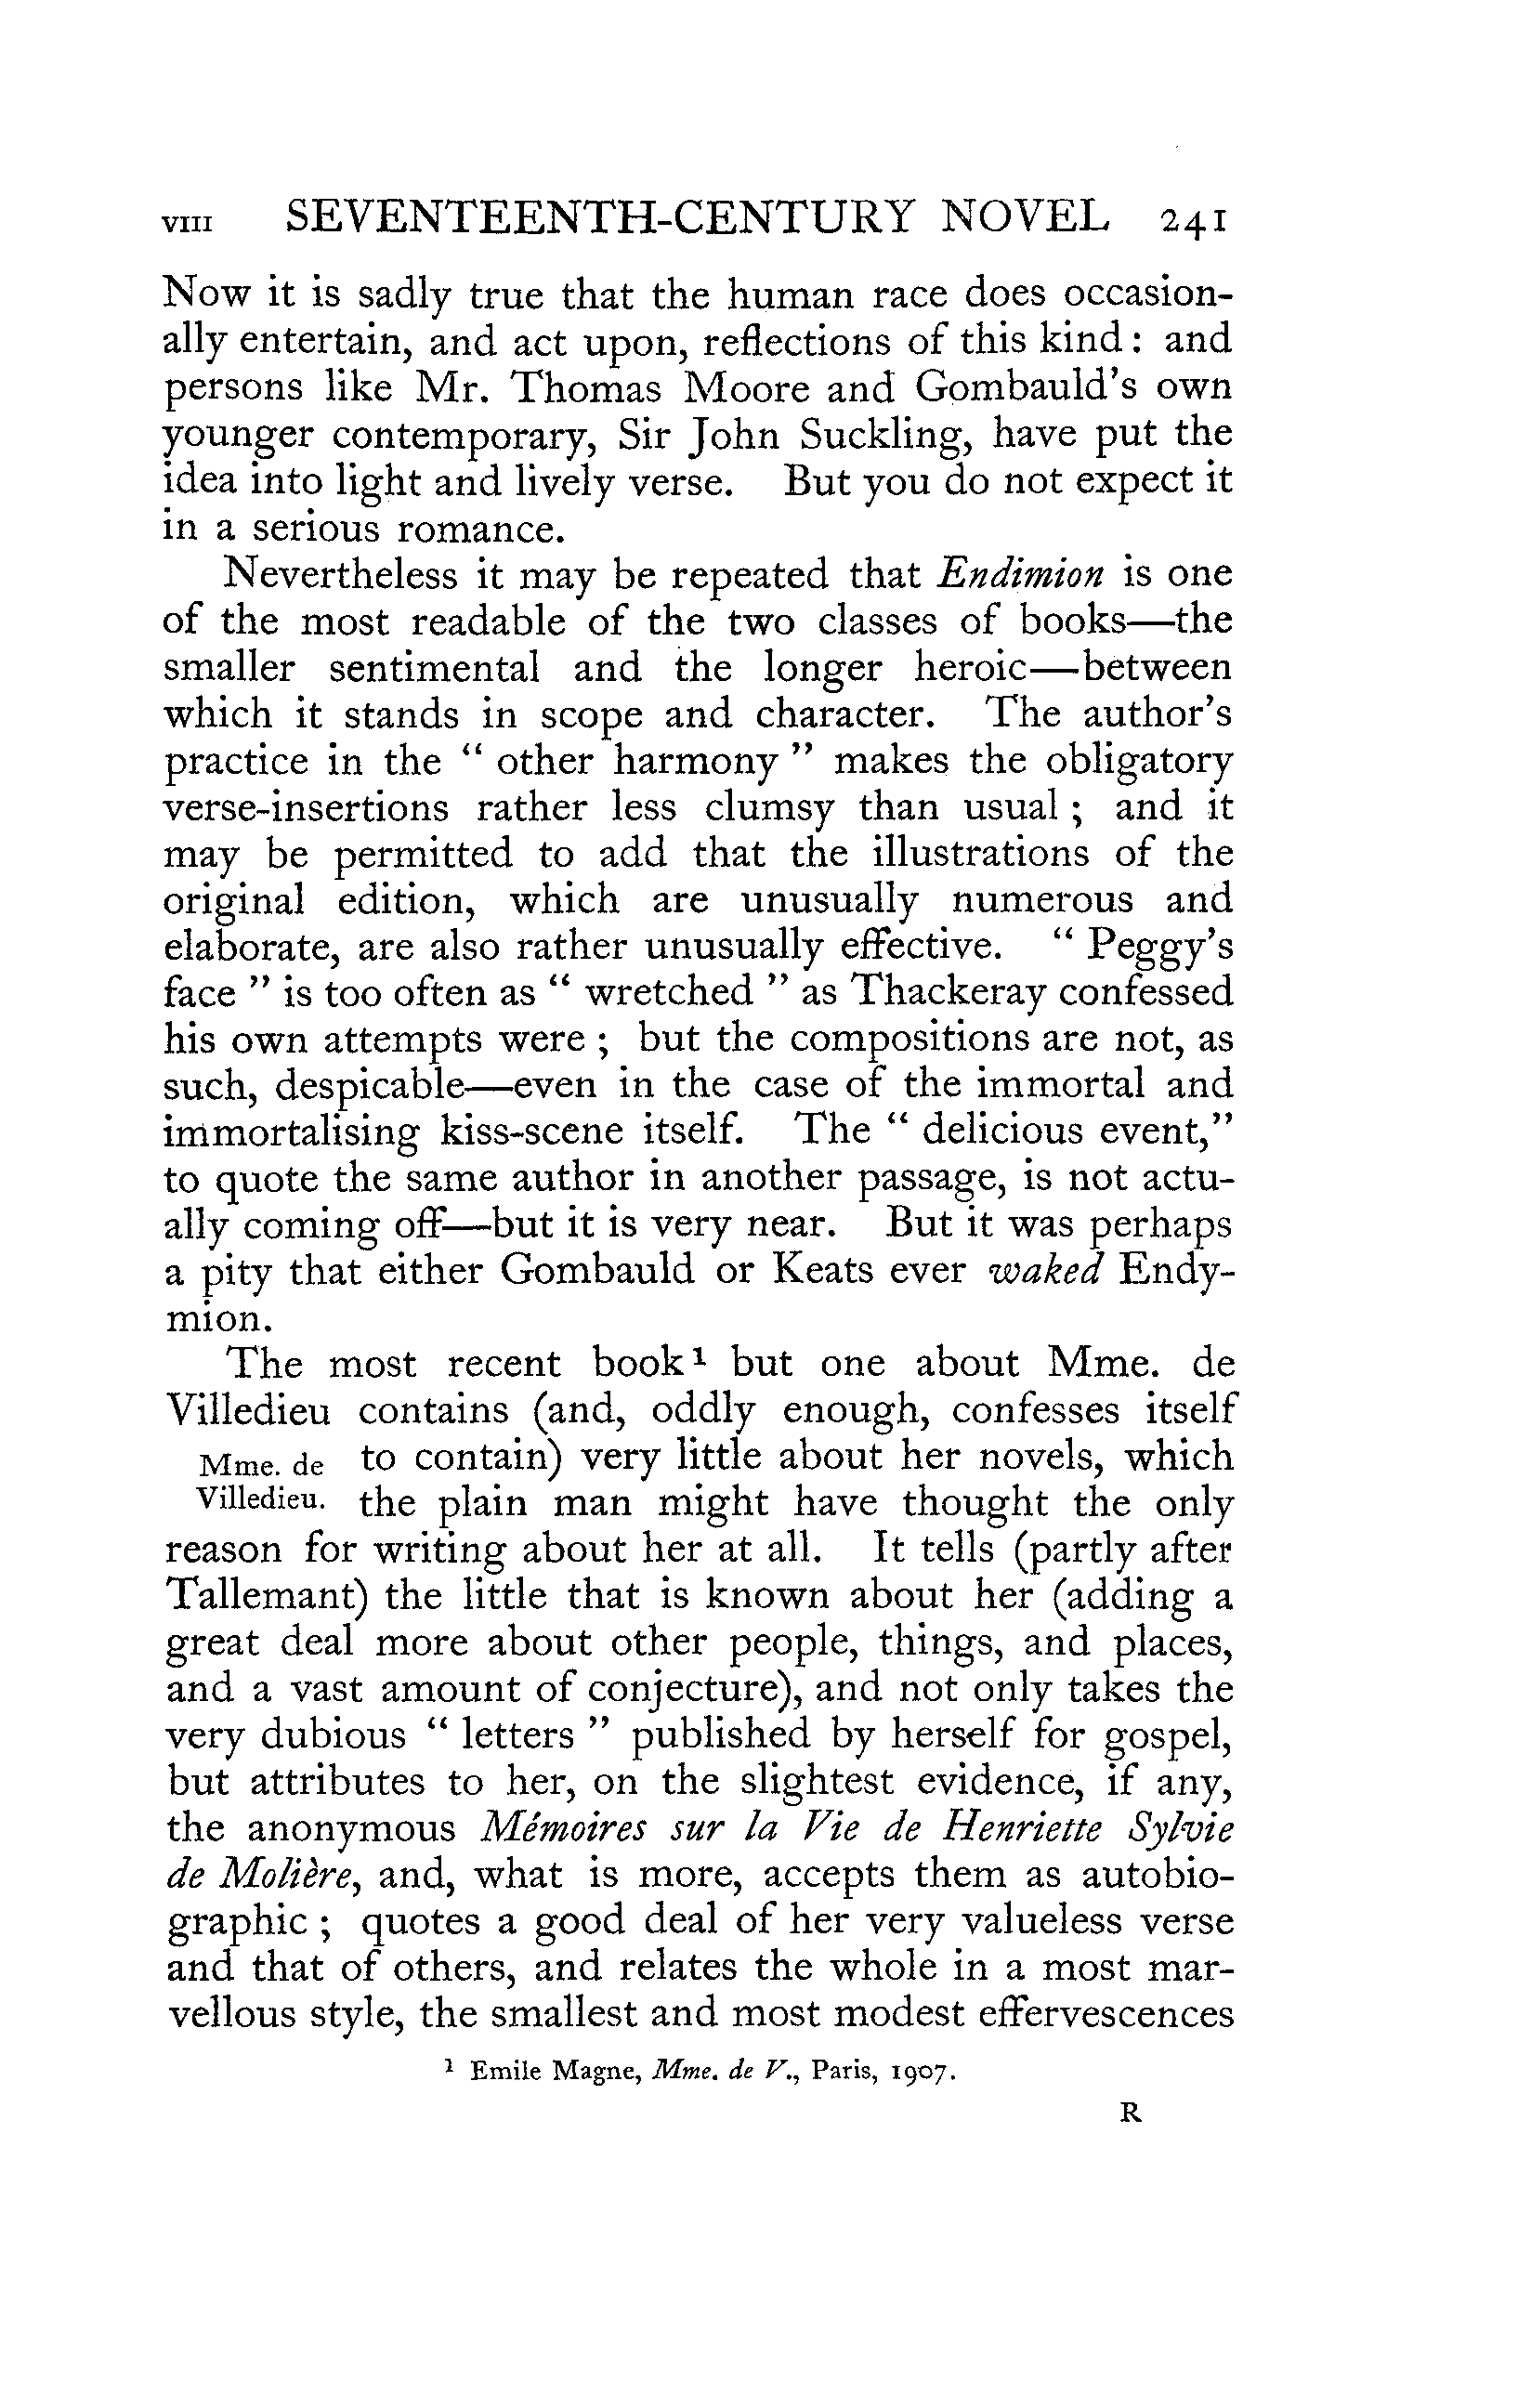 VIII SEVENTEENTH-CENTURY NOVEL 241
Now it is sadly true that the human race does occasion-
ally entertain, and act upon, reflections of this kind : and
persons like Mr. Thomas Moore and Gombauld's own
younger contemporary, Sir John Suckling, have put the
idea into light and lively verse. But you do not expect it
in a serious romance.
Nevertheless it may be repeated that Endimion is one
of the most readable of the two classes of books—the
smaller sentimental and the longer heroic—between
which it stands in scope and character. The author's
practice in the “ other harmony ” makes the obligatory
verse-insertions rather less clumsy than usual ; and it
may be permitted to add that the illustrations of the
original edition, which are unusually numerous and
elaborate, are also rather unusually effective. “ Peggy's
face ” is too often as “ wretched ” as Thackeray confessed
his own attempts were ; but the compositions are not, as
such, despicable—even in the case of the immortal and
immortalising kiss-scene itself. The “ delicious event,”
to quote the same author in another passage, is not actu-
ally coming off—but it is very near. But it was perhaps
a pity that either Gombauld or Keats ever waked Endy-
mion.
The most recent book¹ but one about Mme. de
Villedieu contains (and, oddly enough, confesses itself
Mme. de to contain) very little about her novels, which
Villedieu. the plain man might have thought the only
reason for writing about her at all. It tells (partly after
Tallemant) the little that is known about her (adding a
great deal more about other people, things, and places,
and a vast amount of conjecture), and not only takes the
very dubious “ letters ” published by herself for gospel,
but attributes to her, on the slightest evidence, if any,
the anonymous Mémoires sur la Vie de Henriette Sylvie
de Molière, and, what is more, accepts them as autobio-
graphic ; quotes a good deal of her very valueless verse
and that of others, and relates the whole in a most mar-
vellous style, the smallest and most modest effervescences
¹ Emile Magne, Mme. de V., Paris, 1907.
R